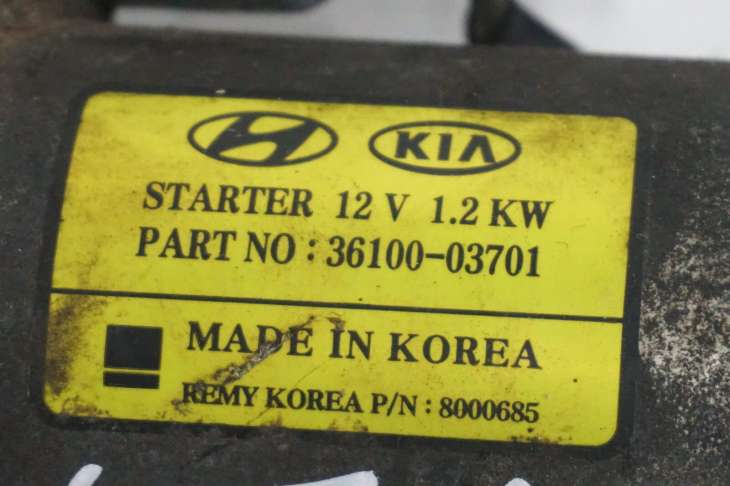 KIA
STARTER 12 V 1.2 KW
PART NO : 36100-03701
MADE IN KOREA
REMY KOREA P/N : 8000685